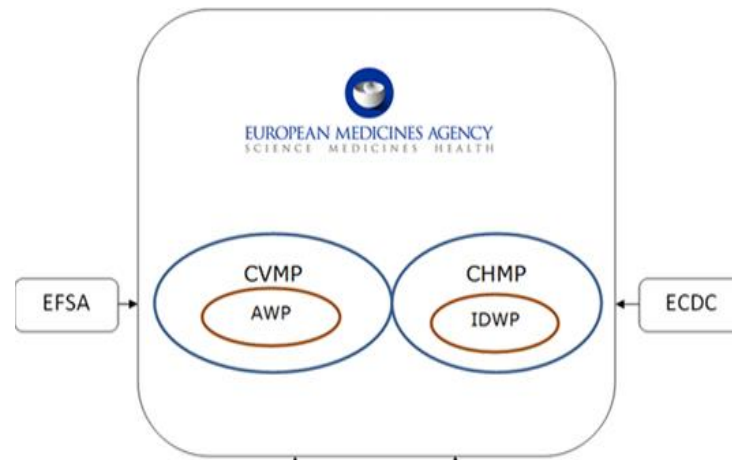 EUROPEAN MEDICINES AGENCY
SCIENCE MEDICINES HEALTH
CVMP
CHMP
EFSA
AWP
IDWP
ECDC